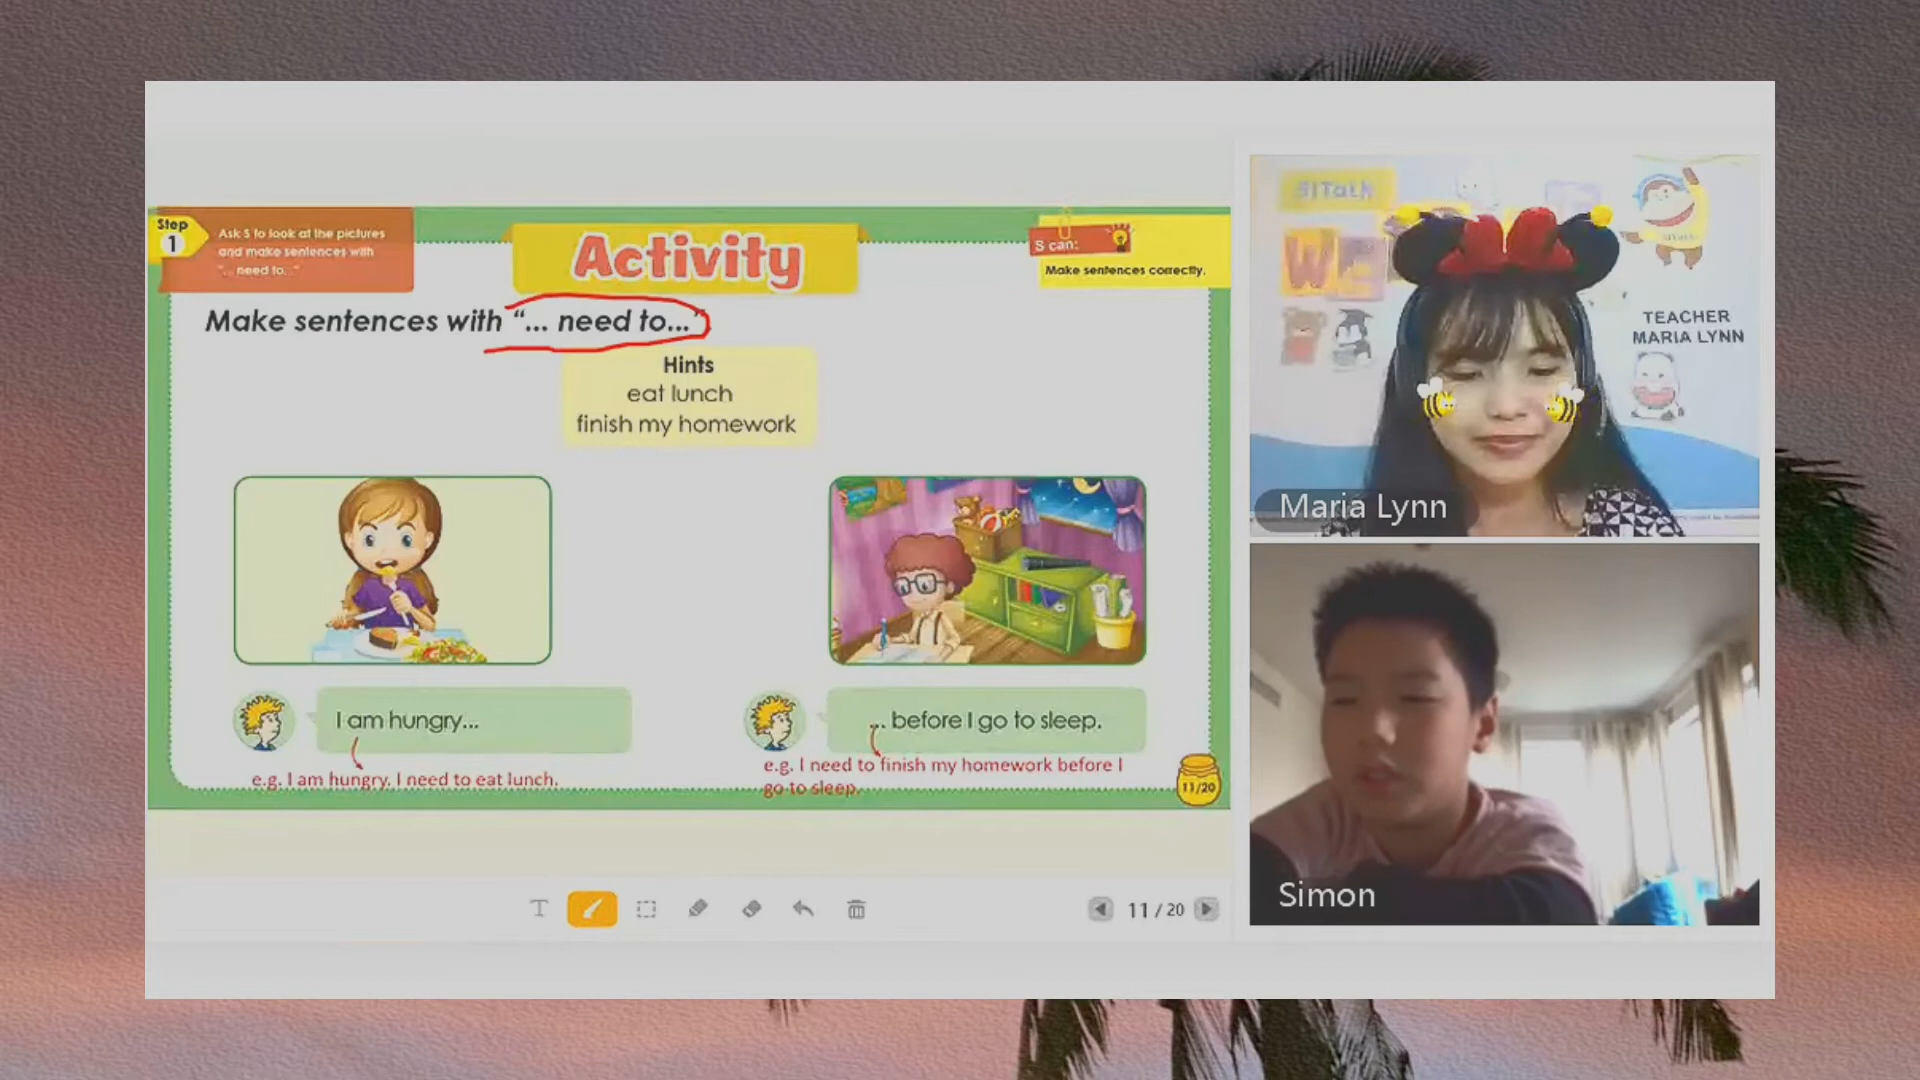 Step
1
Ask S to look at the pictures
and make sentences with
"... need to..."
Activity
S can:
Make sentences correctly.
Make sentences with "... need to..."
Hints
eat lunch
finish my homework
I am hungry...
e.g. I am hungry. I need to eat lunch.
... before I go to sleep.
e.g. I need to finish my homework before I
go to sleep.
11/20
T
11 / 20
51Talk
WE
TEACHER
MARIA LYNN
Maria Lynn
Simon